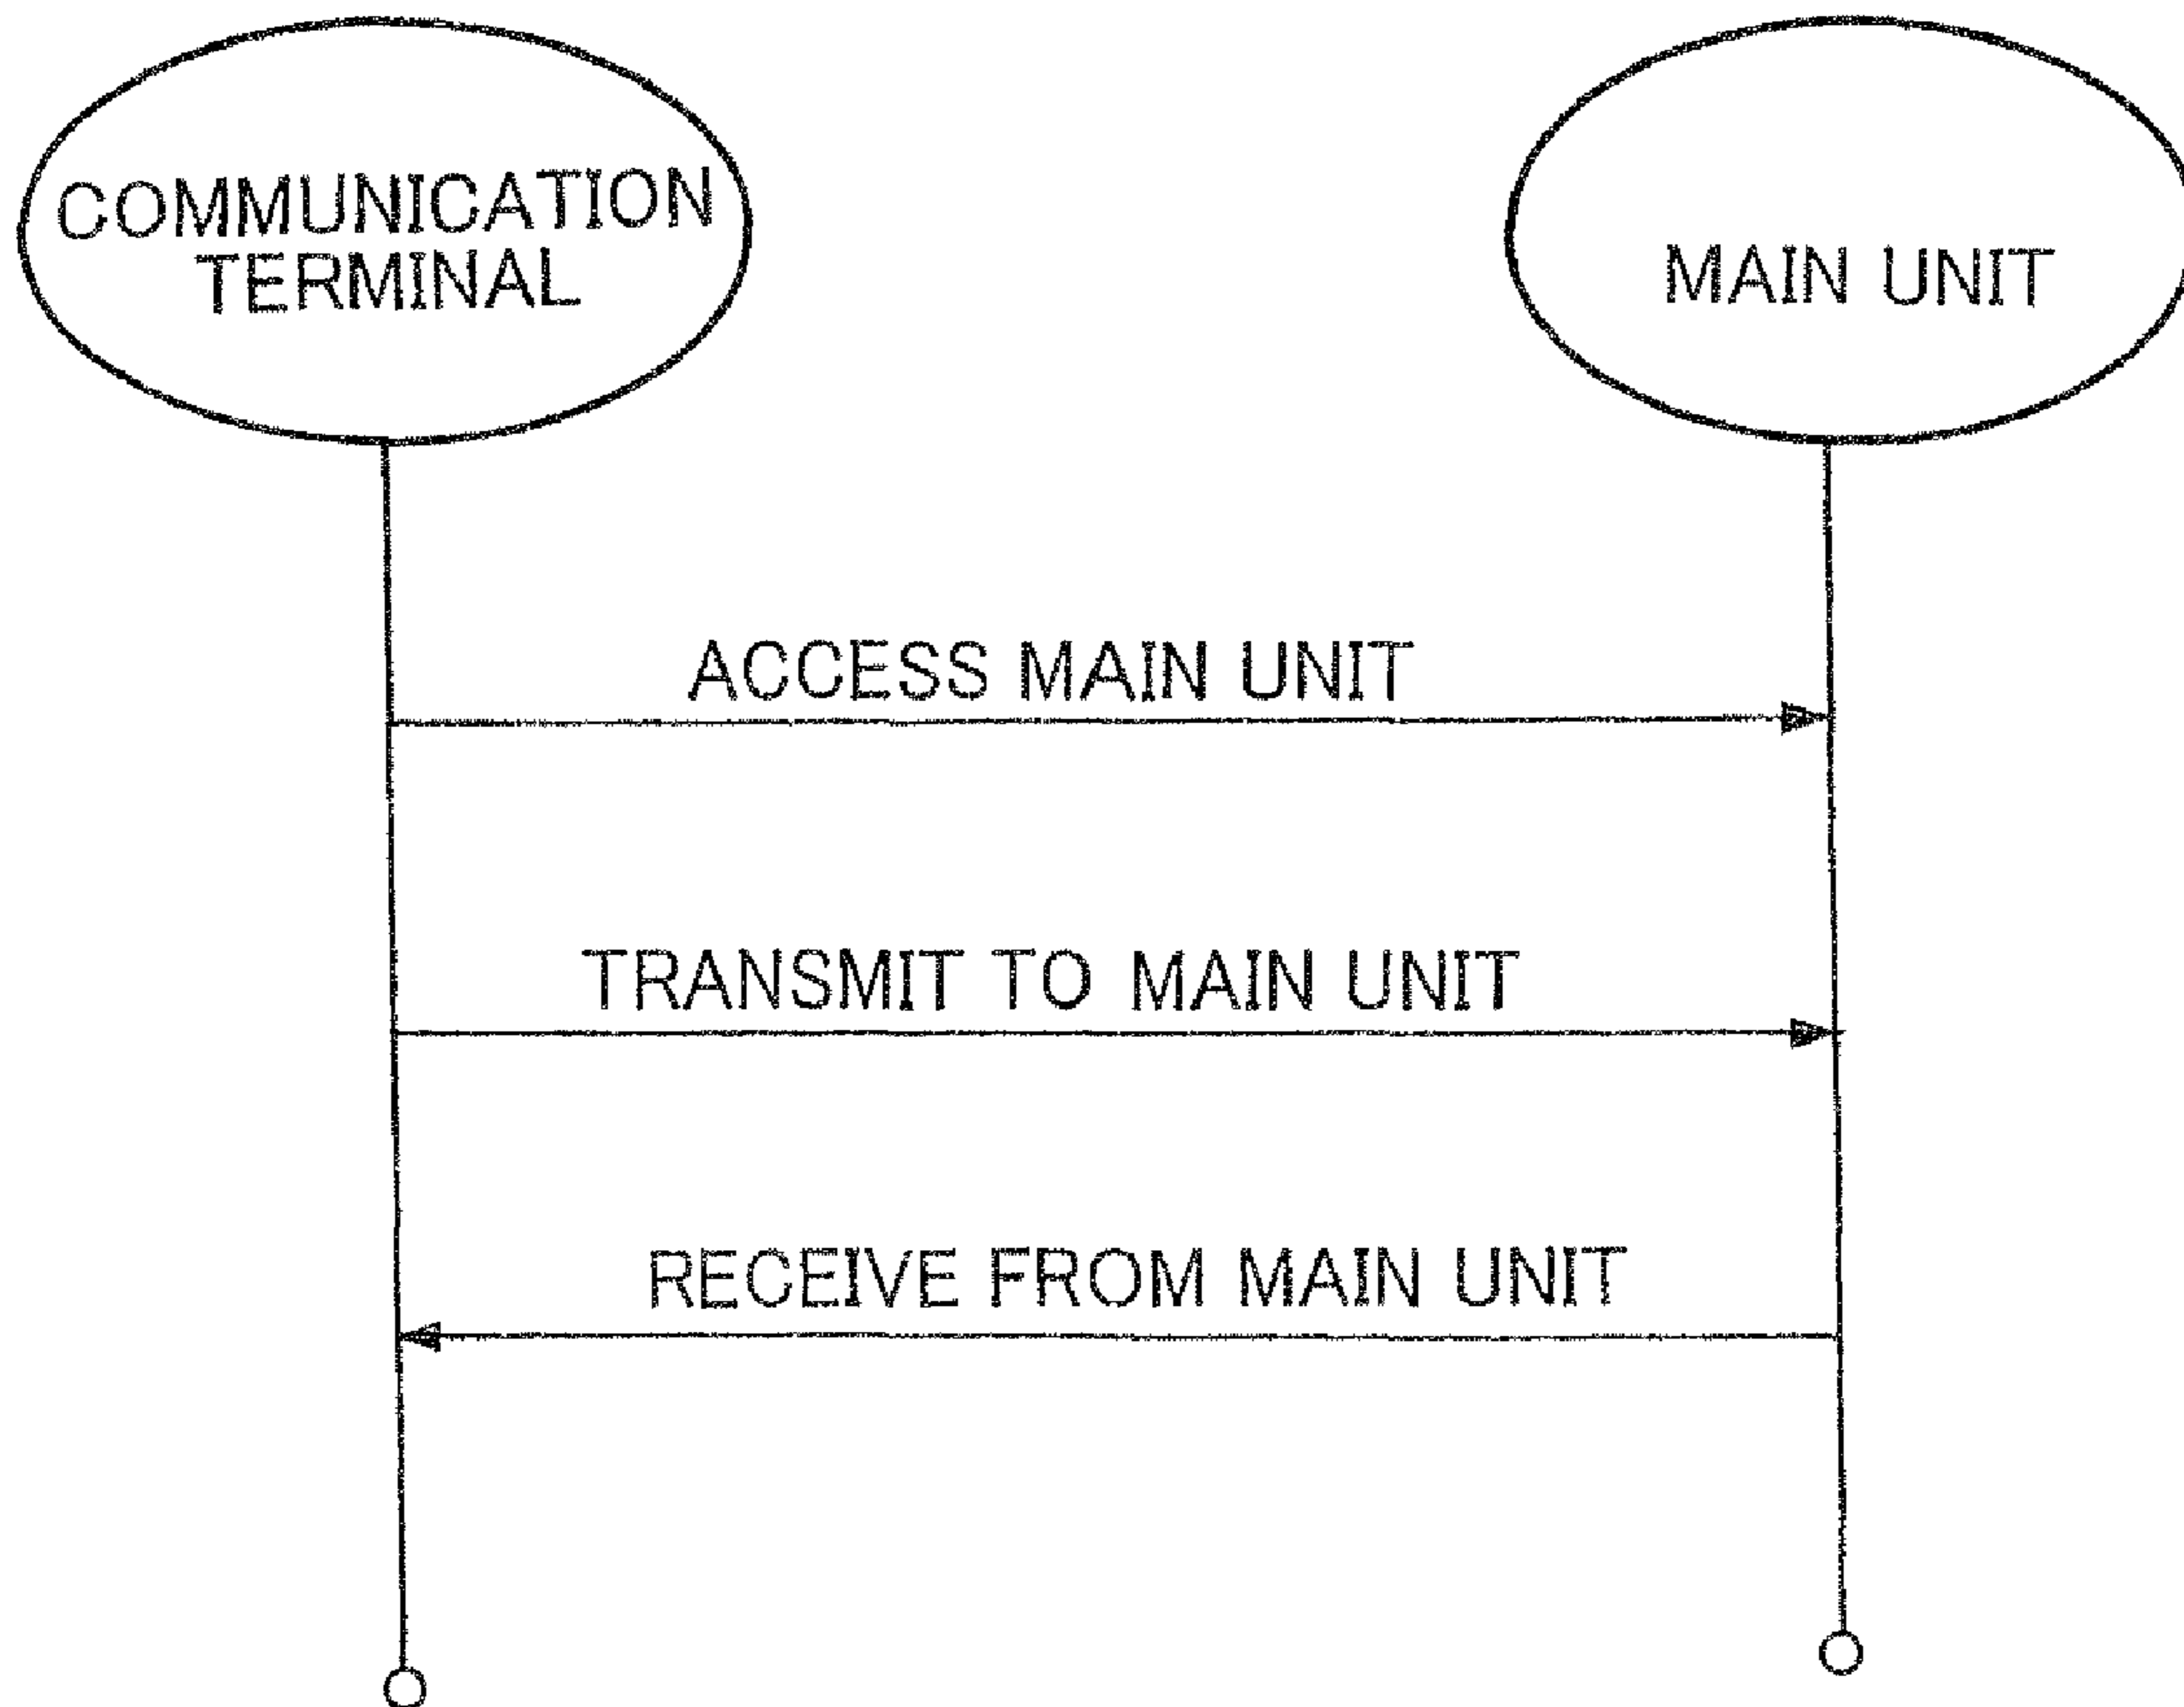 COMMUNICATION
TERMINAL
MAIN UNIT
ACCESS MAIN UNIT
TRANSMIT TO MAIN UNIT
RECEIVE FROM MAIN UNIT